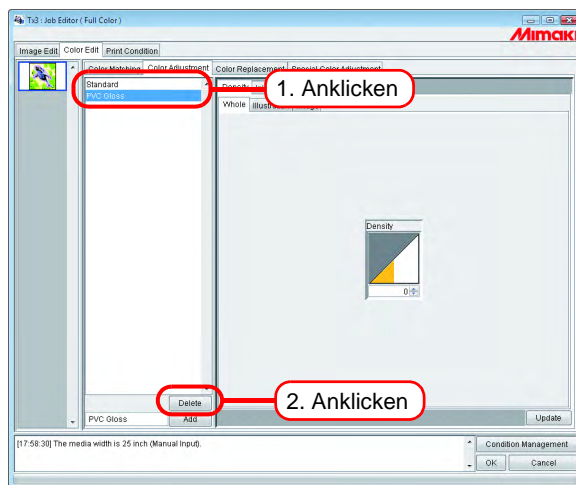 Tx3 : Job Editor ( Full Color )
Mimaki
Image Edit Color Edit Print Condition
Color Matching Color Adjustment Color Replacement Special Color Adjustment
Standard
PVC Gloss
1. Anklicken
Density
Whole
Density
0
Delete
2. Anklicken
PVC Gloss Add
Update
[17:58:30] The media width is 25 inch (Manual Input).
Condition Management
OK Cancel